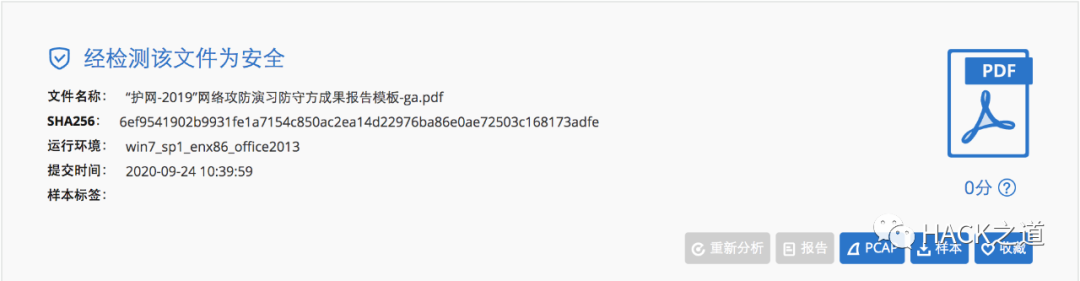 经检测该文件为安全
文件名称： “护网-2019”网络攻防演习防守方成果报告模板-ga.pdf
SHA256： 6ef9541902b9931fe1a7154c850ac2ea14d22976ba86e0ae72503c168173adfe
运行环境： win7_sp1_enx86_office2013
提交时间： 2020-09-24 10:39:59
样本标签：
PDF
0分 ?
重新分析 报告 PCAP 样本 收藏
HACK之道